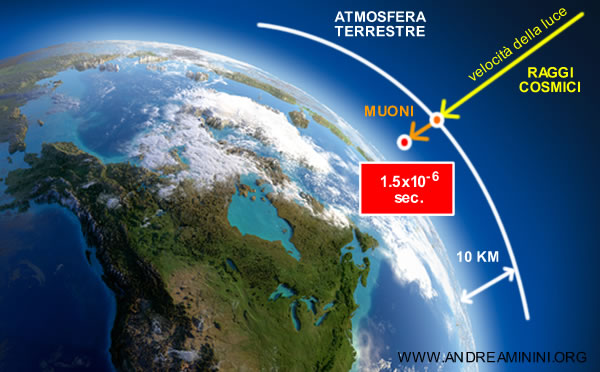 ATMOSFERA
TERRESTRE
velocità della luce
RAGGI
COSMICI
MUONI
1.5x10⁻⁶
sec.
10 KM
WWW.ANDREAMININI.ORG